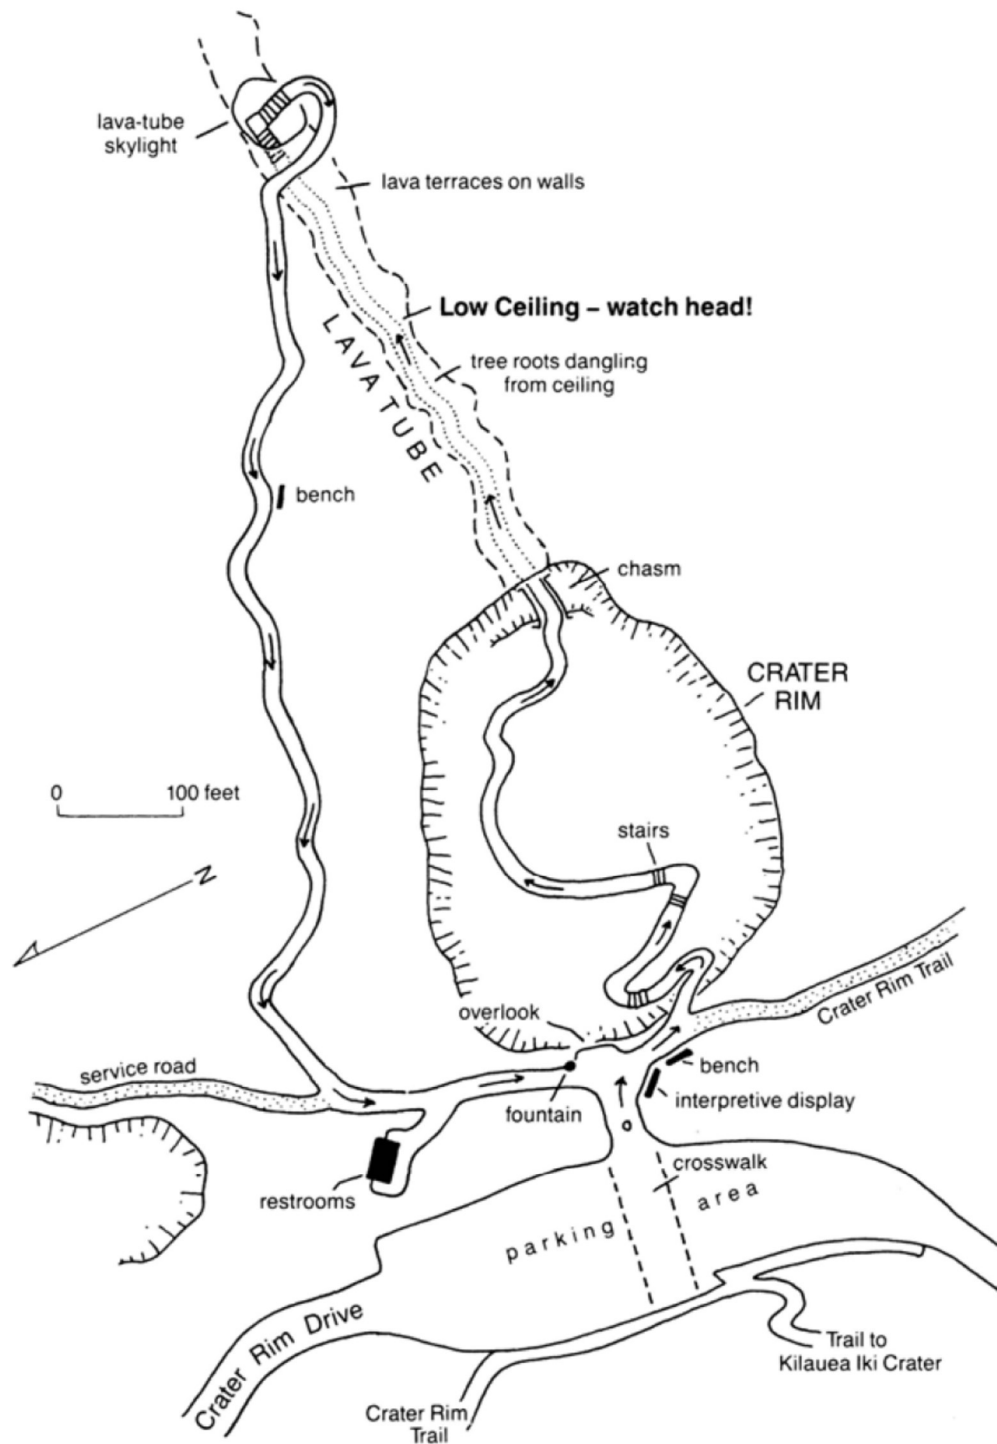 lava-tube
skylight
lava terraces on walls
Low Ceiling – watch head!
tree roots dangling
from ceiling
LAVA TUBE
bench
chasm
CRATER
RIM
0 100 feet
stairs
N
overlook
Crater Rim Trail
service road
bench
fountain
interpretive display
crosswalk
restrooms
parking area
Crater Rim Drive
Trail to
Kilauea Iki Crater
Crater Rim
Trail